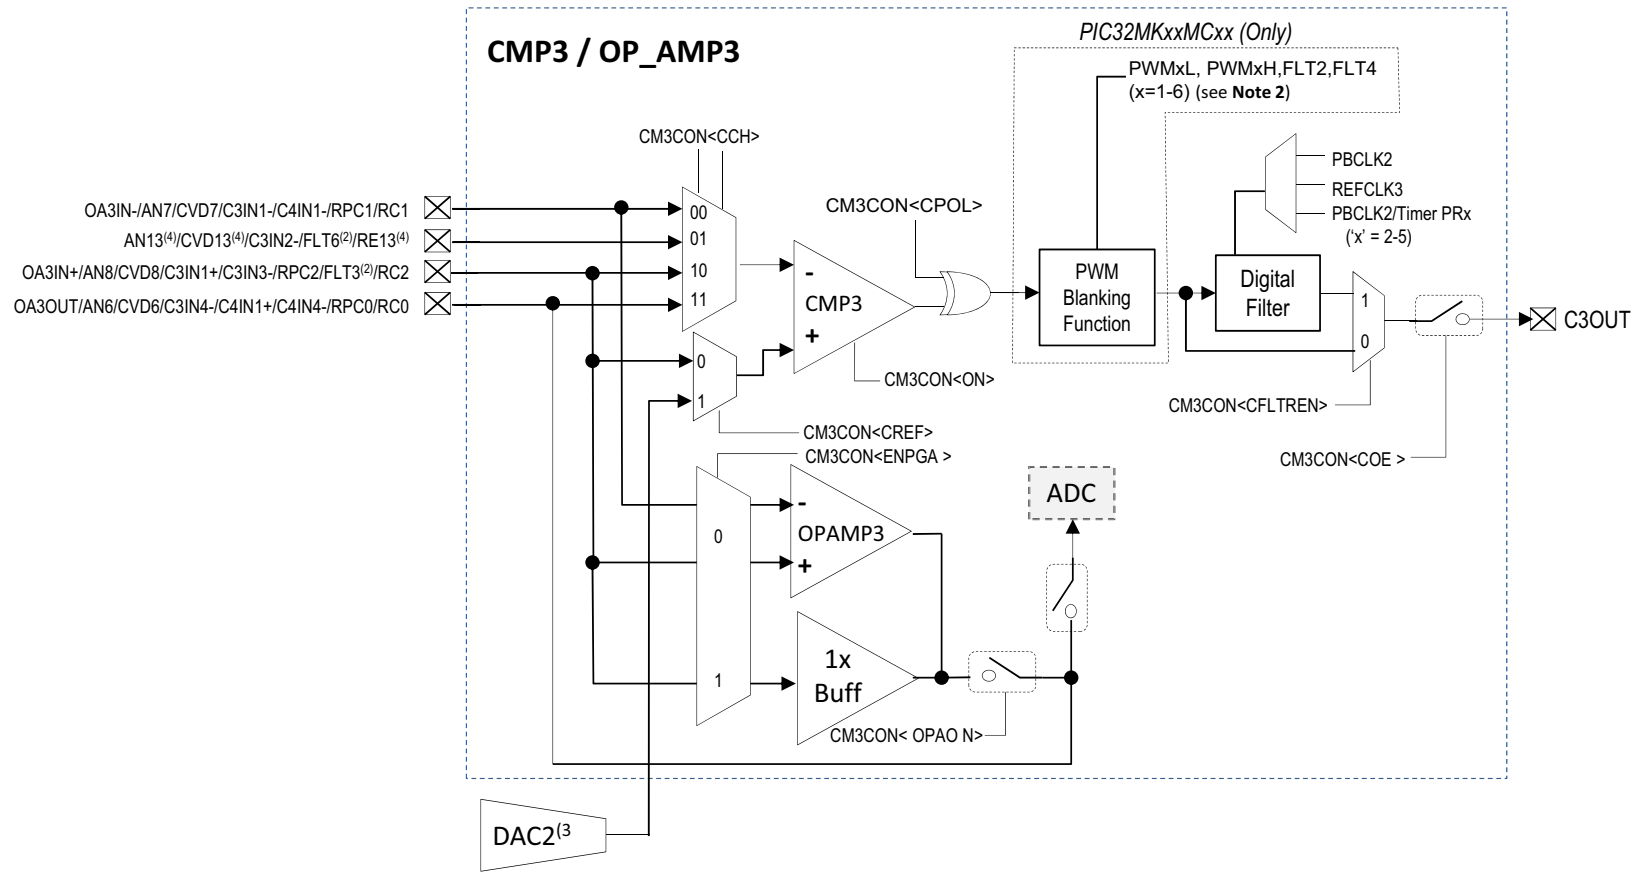 PIC32MKxxMCxx (Only)
CMP3 / OP_AMP3
PWMxL, PWMxH,FLT2,FLT4
(x=1-6) (see Note 2)
CM3CON<CCH>
PBCLK2
REFCLK3
PBCLK2/Timer PRx
('x' = 2-5)
OA3IN-/AN7/CVD7/C3IN1-/C4IN1-/RPC1/RC1
00
CM3CON<CPOL>
AN13(4)/CVD13(4)/C3IN2-/FLT6(2)/RE13(4)
01
OA3IN+/AN8/CVD8/C3IN1+/C3IN3-/RPC2/FLT3(2)/RC2
10
OA3OUT/AN6/CVD6/C3IN4-/C4IN1+/C4IN4-/RPC0/RC0
11
-
CMP3
+
PWM
Blanking
Function
Digital
Filter
1
0
C3OUT
0
1
CM3CON<ON>
CM3CON<CFLTREN>
CM3CON<CREF>
CM3CON<ENPGA >
CM3CON<COE >
ADC
-
OPAMP3
+
0
1
1x
Buff
CM3CON< OPAO N>
DAC2(3